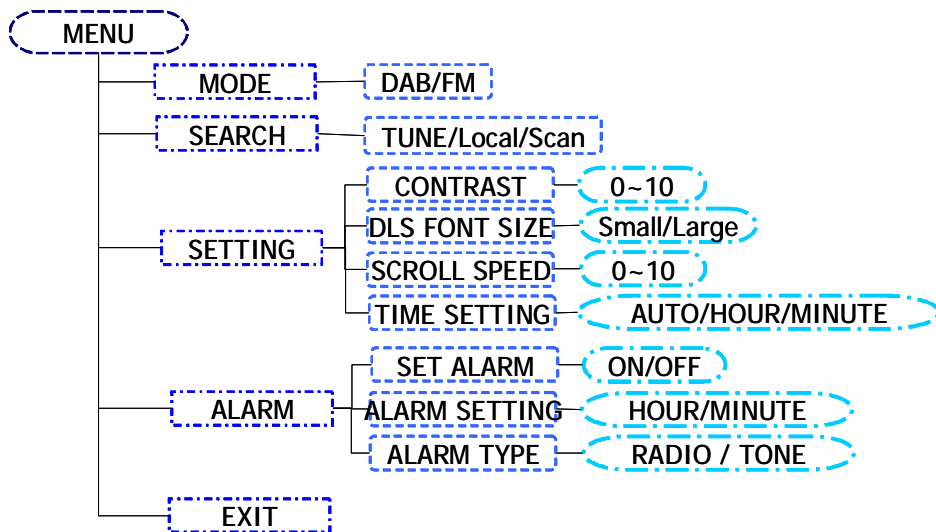 MENU
MODE
DAB/FM
SEARCH
TUNE/Local/Scan
SETTING
CONTRAST
0~10
DLS FONT SIZE
Small/Large
SCROLL SPEED
0~10
TIME SETTING
AUTO/HOUR/MINUTE
ALARM
SET ALARM
ON/OFF
ALARM SETTING
HOUR/MINUTE
ALARM TYPE
RADIO / TONE
EXIT